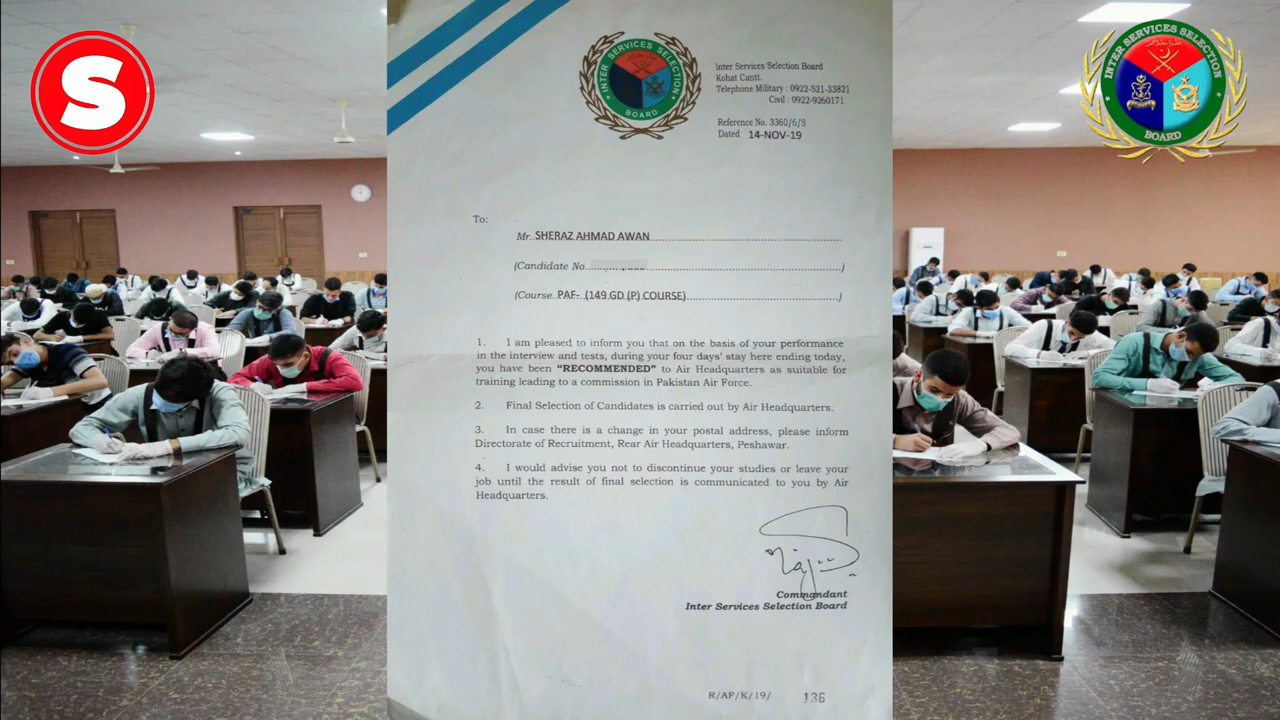 S
INTER SERVICES SELECTION
BOARD
INTER SERVICES SELECTION
BOARD
Inter Services Selection Board
Kohat Cantt.
Telephone Military : 0922-521-33821
Civil : 0922-9260171
Reference No. 3360/6/S
Dated 14-NOV-19
To:
Mr. SHERAZ AHMAD AWAN
(Candidate No. )
(Course. PAF-. (149 GD (P) COURSE) )
1. I am pleased to inform you that on the basis of your performance
in the interview and tests, during your four days' stay here ending today,
you have been "RECOMMENDED" to Air Headquarters as suitable for
training leading to a commission in Pakistan Air Force.
2. Final Selection of Candidates is carried out by Air Headquarters.
3. In case there is a change in your postal address, please inform
Directorate of Recruitment, Rear Air Headquarters, Peshawar.
4. I would advise you not to discontinue your studies or leave your
job until the result of final selection is communicated to you by Air
Headquarters.
Commandant
Inter Services Selection Board
R/AF/K/19/ 136